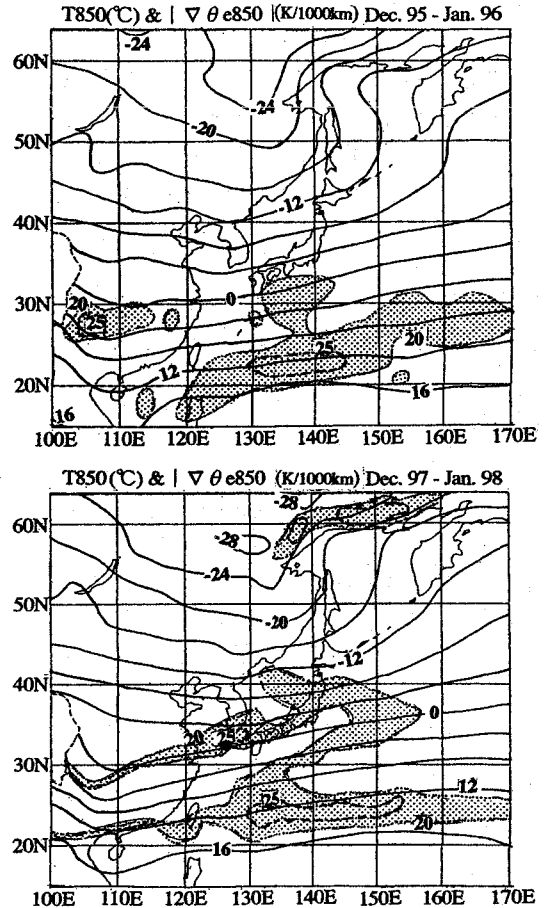 T850(℃) & | ∇ θ e850 |(K/1000km) Dec. 95 - Jan. 96
-24
60N
-24
-20
50N
-12
40N
0
30N
20
25
20
25
12
20N
16
16
100E 110E 120E 130E 140E 150E 160E 170E
T850(℃) & | ∇ θ e850 | (K/1000km) Dec. 97 - Jan. 98
-28
60N
-28
-24
50N
-20
-12
40N
0
20
25
30N
12
25
20
20N
16
100E 110E 120E 130E 140E 150E 160E 170E